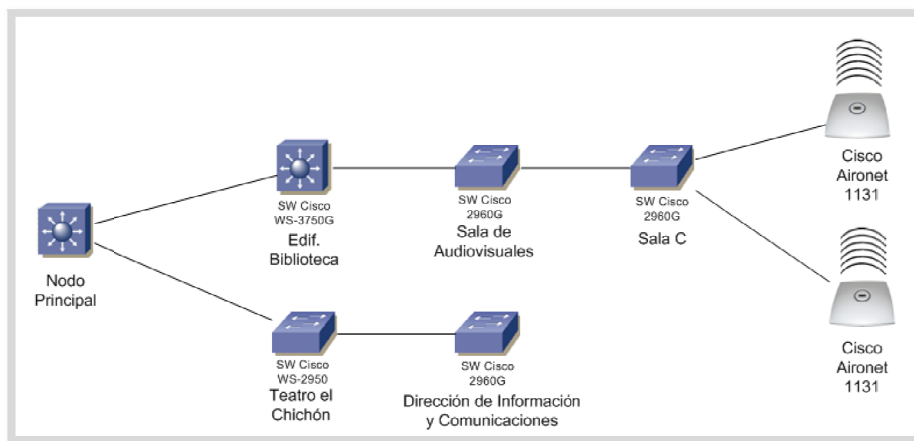 Nodo
Principal
SW Cisco
WS-3750G
Edif.
Biblioteca
SW Cisco
2960G
Sala de
Audiovisuales
SW Cisco
2960G
Sala C
Cisco
Aironet
1131
SW Cisco
WS-2950
Teatro el
Chichón
SW Cisco
2960G
Dirección de Información
y Comunicaciones
Cisco
Aironet
1131